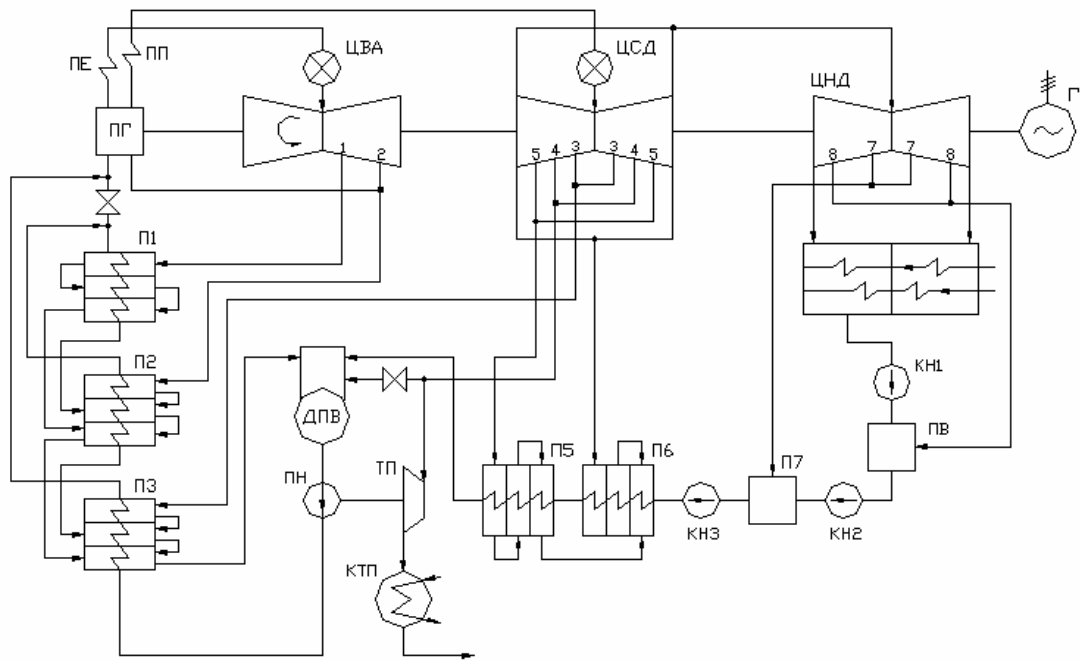 ПЕ
ПП
ЦВА
ЦСД
ЦНД
Г
ПГ
1
2
5
4
3
3
4
5
8
7
7
8
П1
П2
П3
ДПВ
КН1
ПВ
П5
П6
П7
ПН
ТП
КН3
КН2
КТП